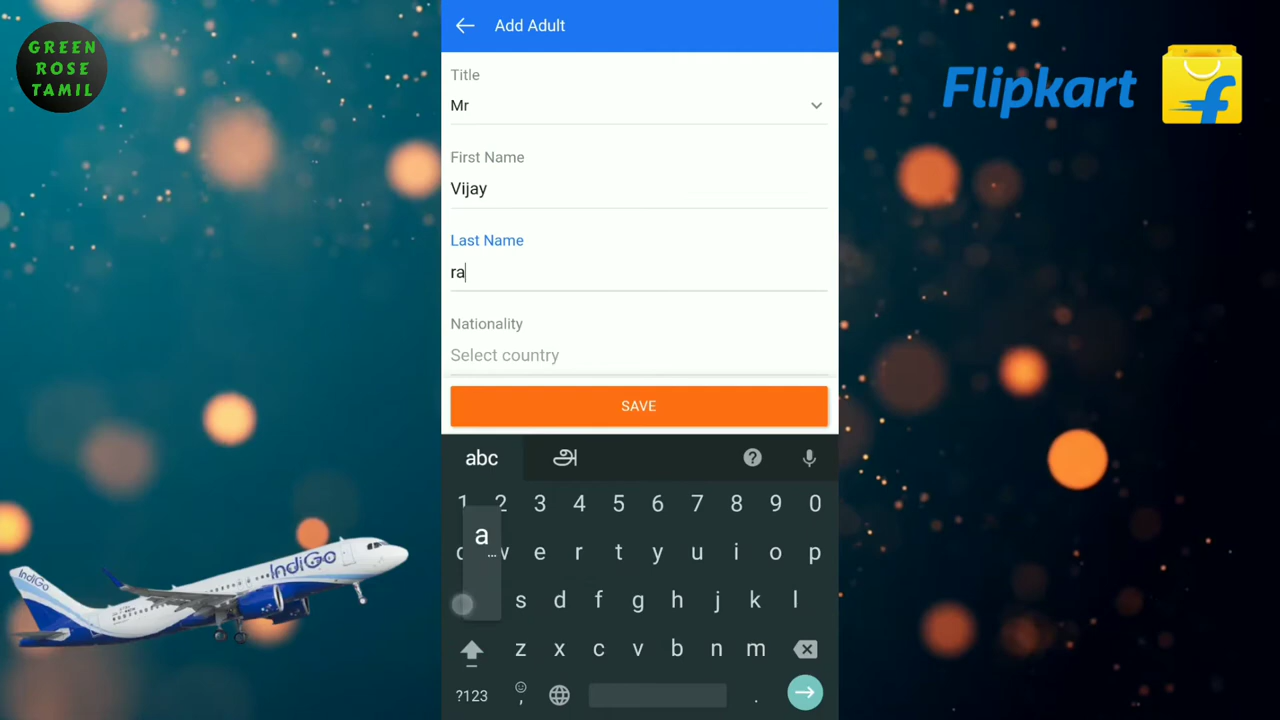 GREEN
ROSE
TAMIL
Add Adult
Flipkart
f
Title
Mr
First Name
Vijay
Last Name
ra
Nationality
Select country
SAVE
abc அ
1 2 3 4 5 6 7 8 9 0
a
w e r t y u i o p
s d f g h j k l
z x c v b n m
?123 , .
IndiGo
IndiGo